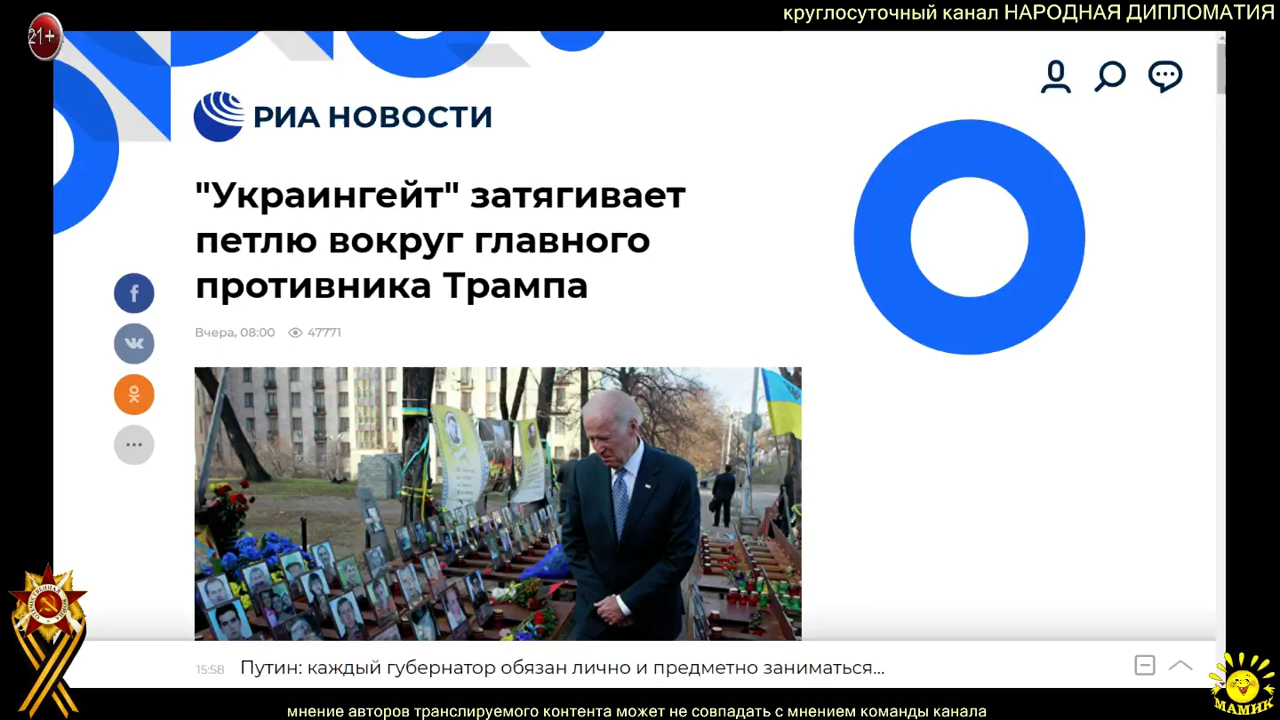 круглосуточный канал НАРОДНАЯ ДИПЛОМАТИЯ
21+
РИА НОВОСТИ
"Украингейт" затягивает
петлю вокруг главного
противника Трампа
Вчера, 08:00 47771
15:58 Путин: каждый губернатор обязан лично и предметно заниматься...
ОТЕЧЕСТВЕННАЯ ВОЙНА
МАМИК
мнение авторов транслируемого контента может не совпадать с мнением команды канала